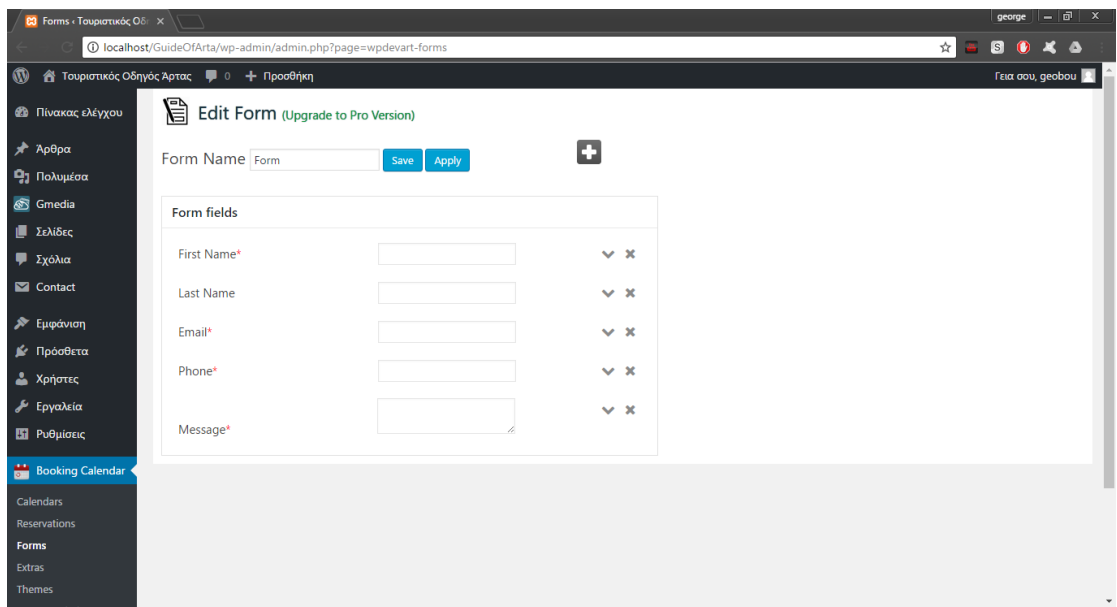 Forms ‹ Τουριστικός Οδη
george
localhost/GuideOfArta/wp-admin/admin.php?page=wpdevart-forms
Τουριστικός Οδηγός Άρτας 0 Προσθήκη
Γεια σου, geobou
Πίνακας ελέγχου
Άρθρα
Πολυμέσα
Gmedia
Σελίδες
Σχόλια
Contact
Εμφάνιση
Πρόσθετα
Χρήστες
Εργαλεία
Ρυθμίσεις
Booking Calendar
Calendars
Reservations
Forms
Extras
Themes
Edit Form (Upgrade to Pro Version)
Form Name Form Save Apply
Form fields
First Name*
Last Name
Email*
Phone*
Message*